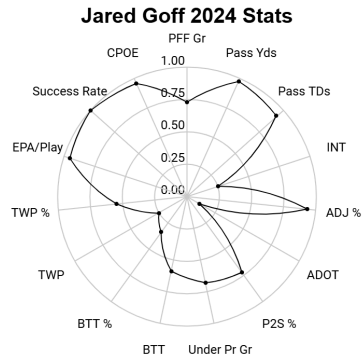 Jared Goff 2024 Stats
PFF Gr
CPOE
Pass Yds
1.00
Success Rate
0.75
Pass TDs
0.50
EPA/Play
INT
0.25
0.00
TWP %
ADJ %
TWP
ADOT
BTT %
P2S %
BTT
Under Pr Gr